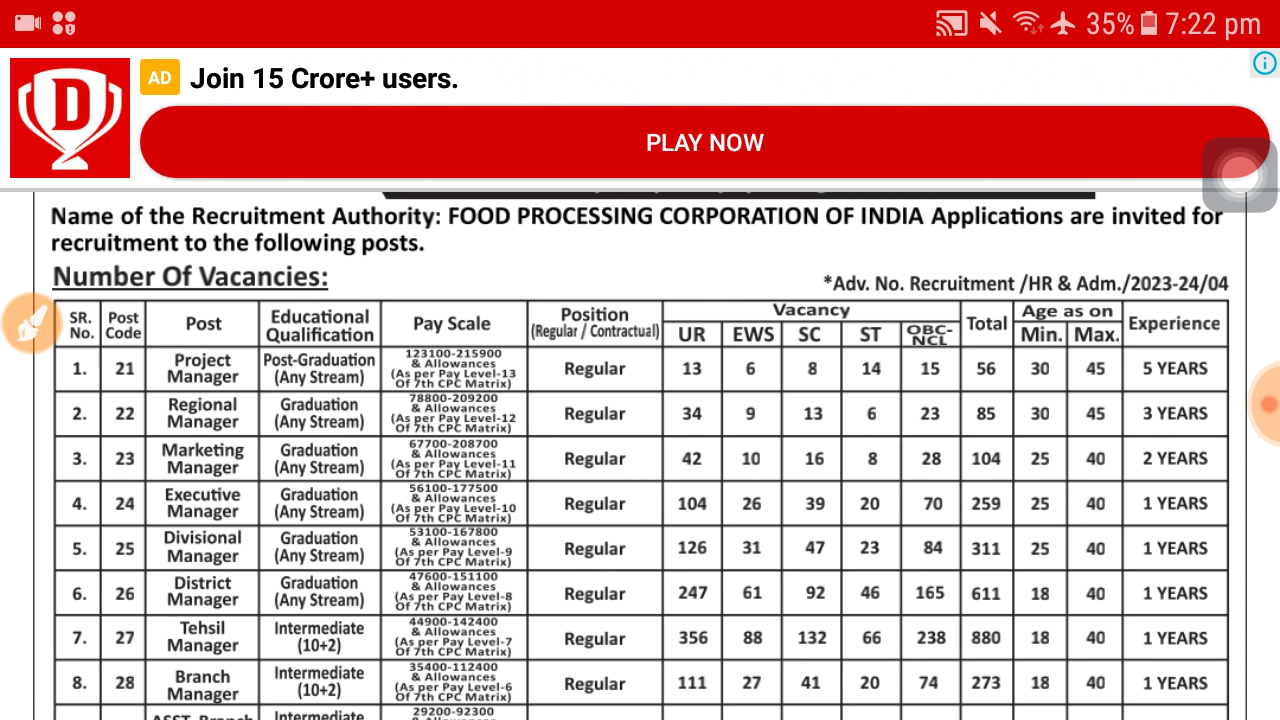 35% 7:22 pm
D
AD Join 15 Crore+ users.
PLAY NOW
Name of the Recruitment Authority: FOOD PROCESSING CORPORATION OF INDIA Applications are invited for
recruitment to the following posts.
Number Of Vacancies:
*Adv. No. Recruitment /HR & Adm./2023-24/04
SR. No. Post Code Post Educational Qualification Pay Scale Position (Regular / Contractual) Vacancy UR EWS SC ST OBC-NCL Total Age as on Min. Max. Experience
1. 21 Project Manager Post-Graduation (Any Stream) 123100-215900 & Allowances (As per Pay Level-13 Of 7th CPC Matrix) Regular 13 6 8 14 15 56 30 45 5 YEARS
2. 22 Regional Manager Graduation (Any Stream) 78800-209200 & Allowances (As per Pay Level-12 Of 7th CPC Matrix) Regular 34 9 13 6 23 85 30 45 3 YEARS
3. 23 Marketing Manager Graduation (Any Stream) 67700-208700 & Allowances (As per Pay Level-11 Of 7th CPC Matrix) Regular 42 10 16 8 28 104 25 40 2 YEARS
4. 24 Executive Manager Graduation (Any Stream) 56100-177500 & Allowances (As per Pay Level-10 Of 7th CPC Matrix) Regular 104 26 39 20 70 259 25 40 1 YEARS
5. 25 Divisional Manager Graduation (Any Stream) 53100-167800 & Allowances (As per Pay Level-9 Of 7th CPC Matrix) Regular 126 31 47 23 84 311 25 40 1 YEARS
6. 26 District Manager Graduation (Any Stream) 47600-151100 & Allowances (As per Pay Level-8 Of 7th CPC Matrix) Regular 247 61 92 46 165 611 18 40 1 YEARS
7. 27 Tehsil Manager Intermediate (10+2) 44900-142400 & Allowances (As per Pay Level-7 Of 7th CPC Matrix) Regular 356 88 132 66 238 880 18 40 1 YEARS
8. 28 Branch Manager Intermediate (10+2) 35400-112400 & Allowances (As per Pay Level-6 Of 7th CPC Matrix) Regular 111 27 41 20 74 273 18 40 1 YEARS
ASST. Branch Intermediate 29200-92300